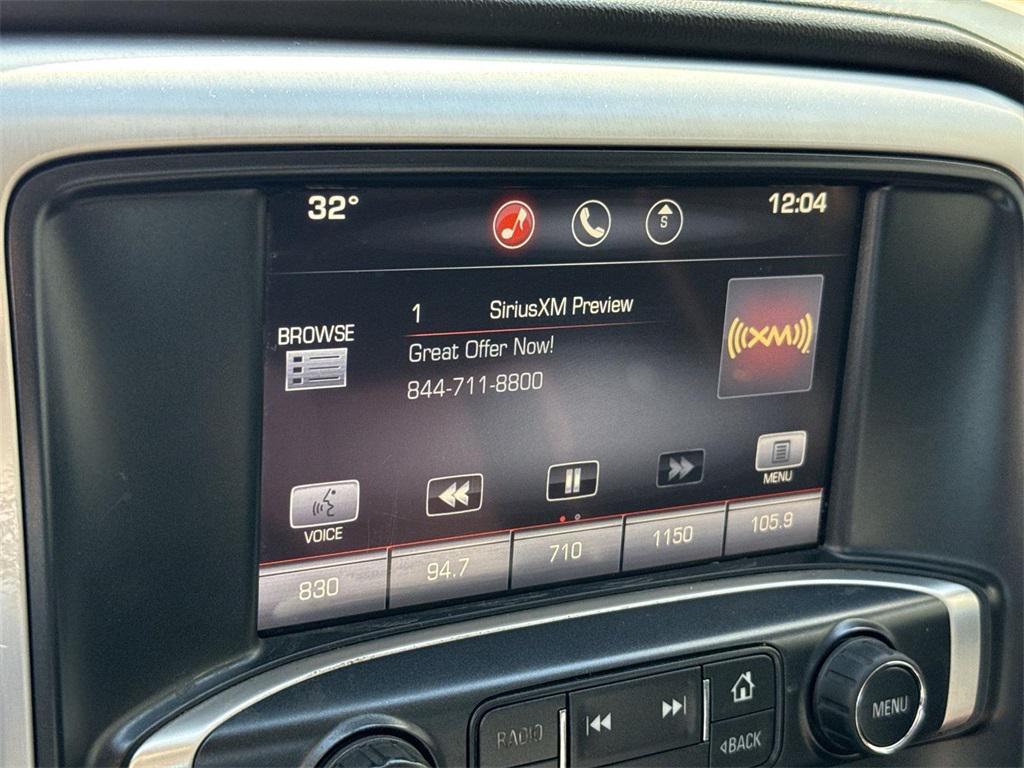 32°
S
12:04
BROWSE
1 SiriusXM Preview
Great Offer Now!
844-711-8800
((XM))
VOICE
MENU
830 94.7 710 1150 105.9
RADIO
BACK
MENU